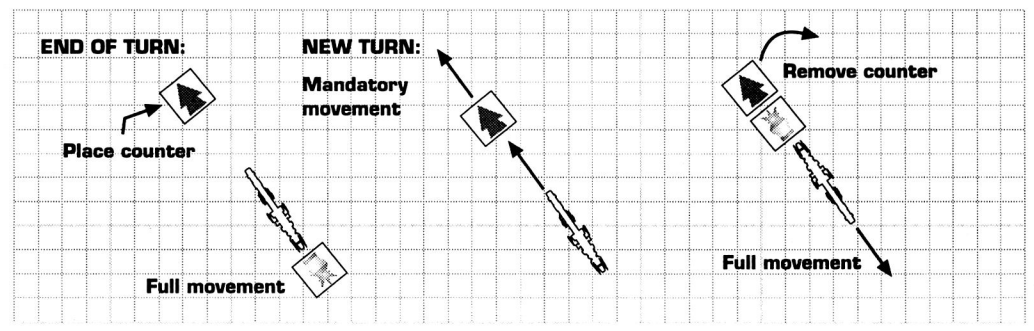 END OF TURN:
Place counter
Full movement
NEW TURN:
Mandatory
movement
Remove counter
Full movement